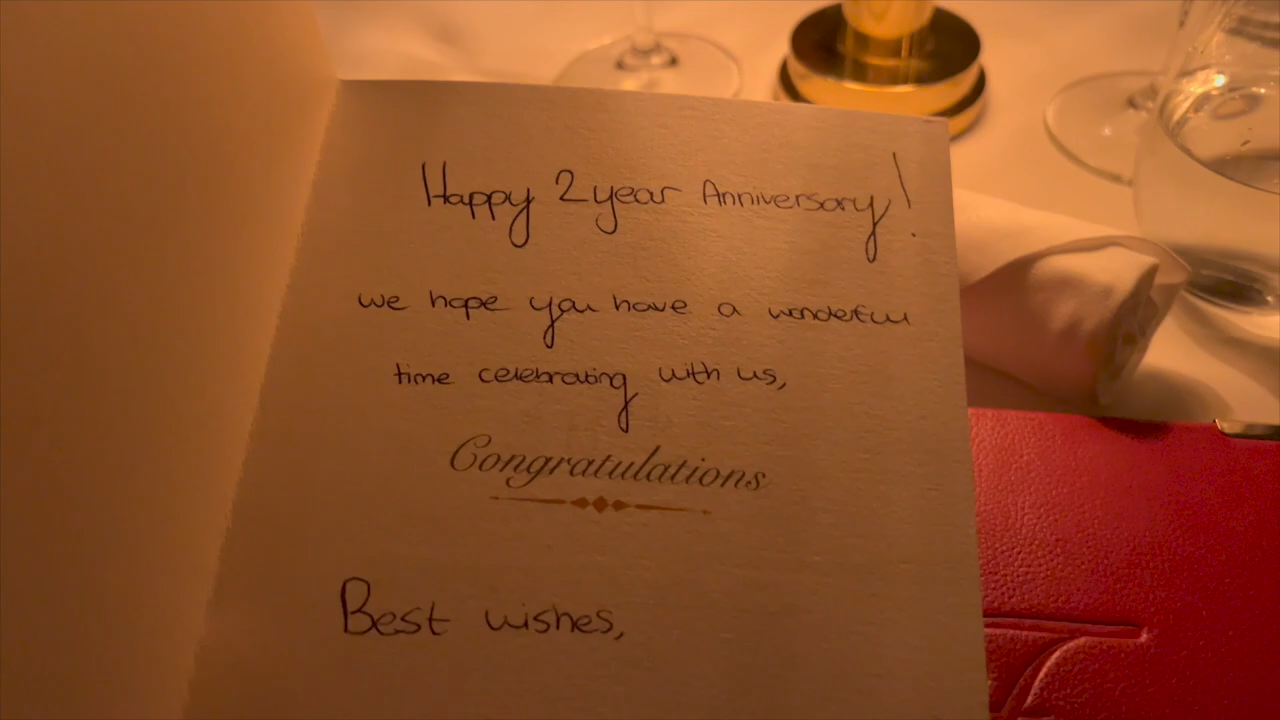 Happy 2 year Anniversary!
we hope you have a wonderful
time celebrating with us,
Congratulations
Best wishes,